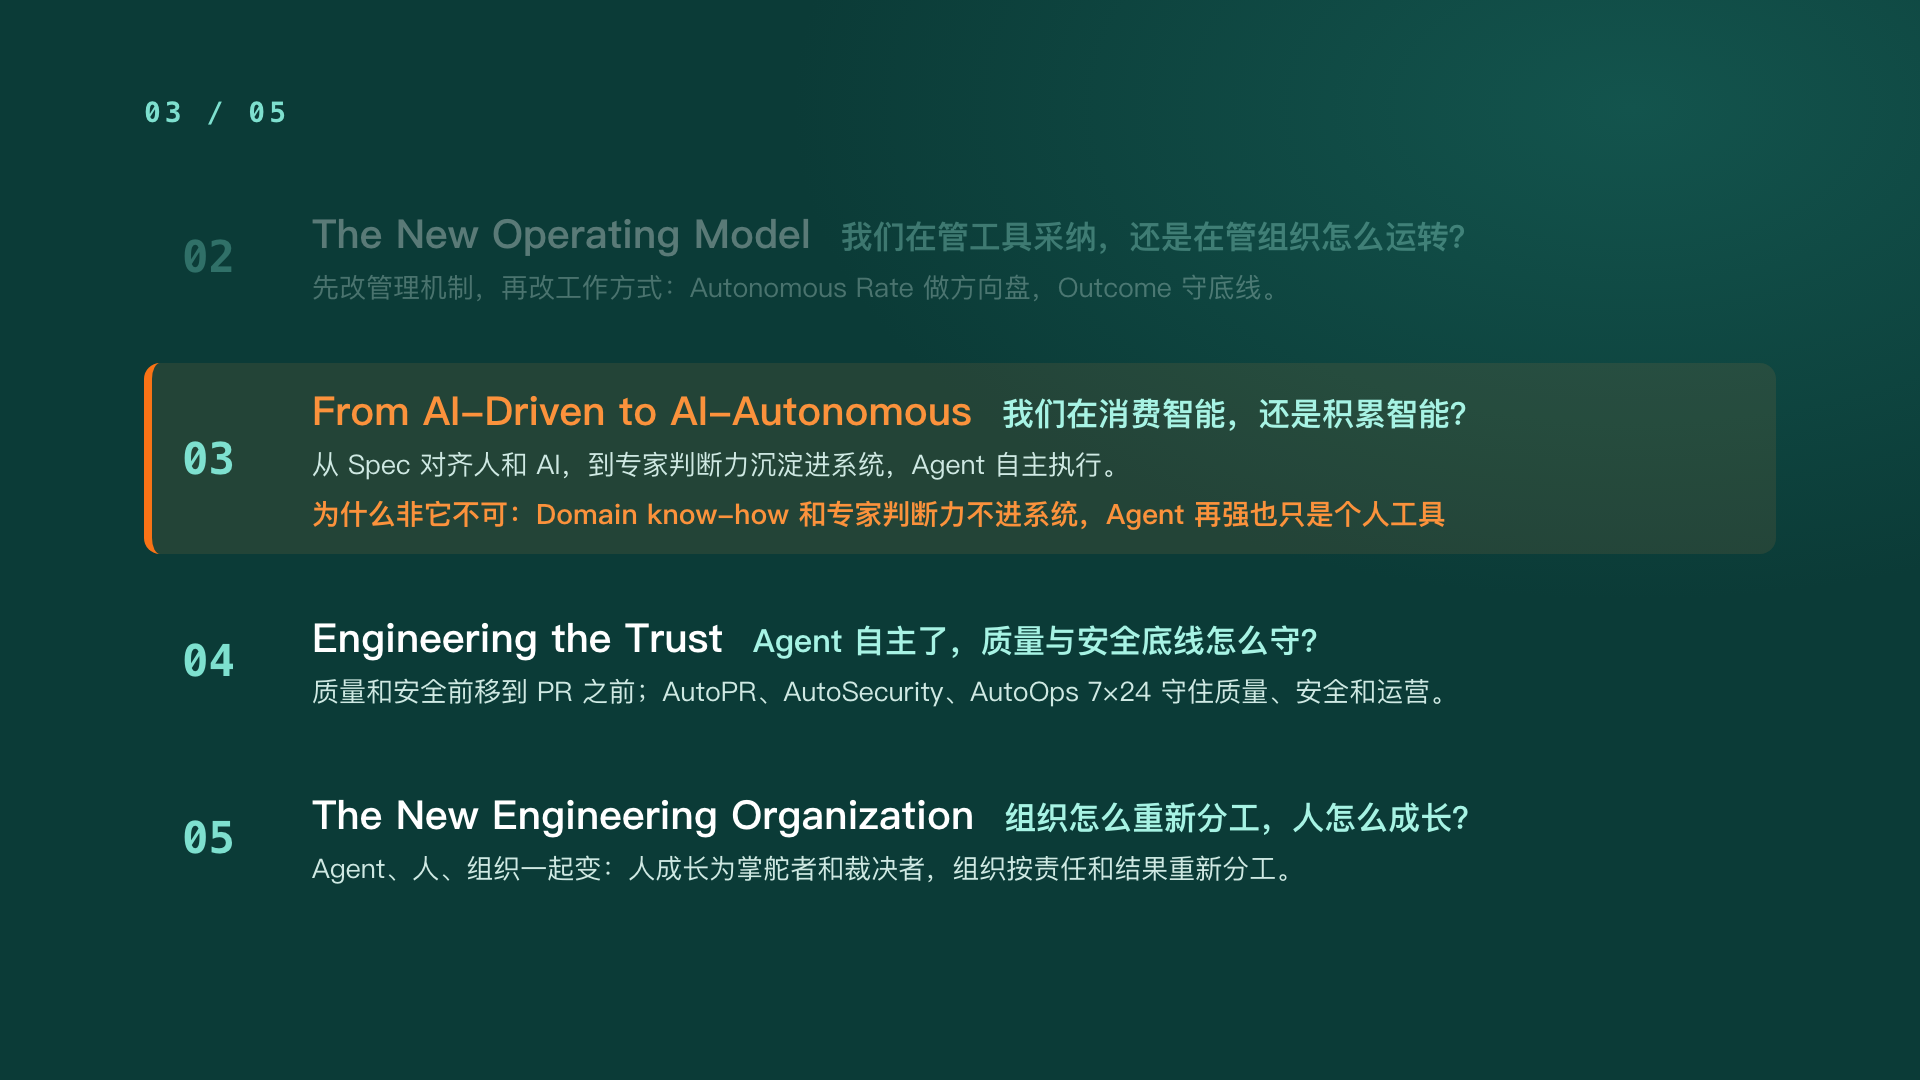 03 / 05
02
The New Operating Model 我们在管工具采纳，还是在管组织怎么运转？
先改管理机制，再改工作方式：Autonomous Rate 做方向盘，Outcome 守底线。
03
From AI-Driven to AI-Autonomous 我们在消费智能，还是积累智能？
从 Spec 对齐人和 AI，到专家判断力沉淀进系统，Agent 自主执行。
为什么非它不可：Domain know-how 和专家判断力不进系统，Agent 再强也只是个人工具
04
Engineering the Trust Agent 自主了，质量与安全底线怎么守？
质量和安全前移到 PR 之前；AutoPR、AutoSecurity、AutoOps 7×24 守住质量、安全和运营。
05
The New Engineering Organization 组织怎么重新分工，人怎么成长？
Agent、人、组织一起变：人成长为掌舵者和裁决者，组织按责任和结果重新分工。